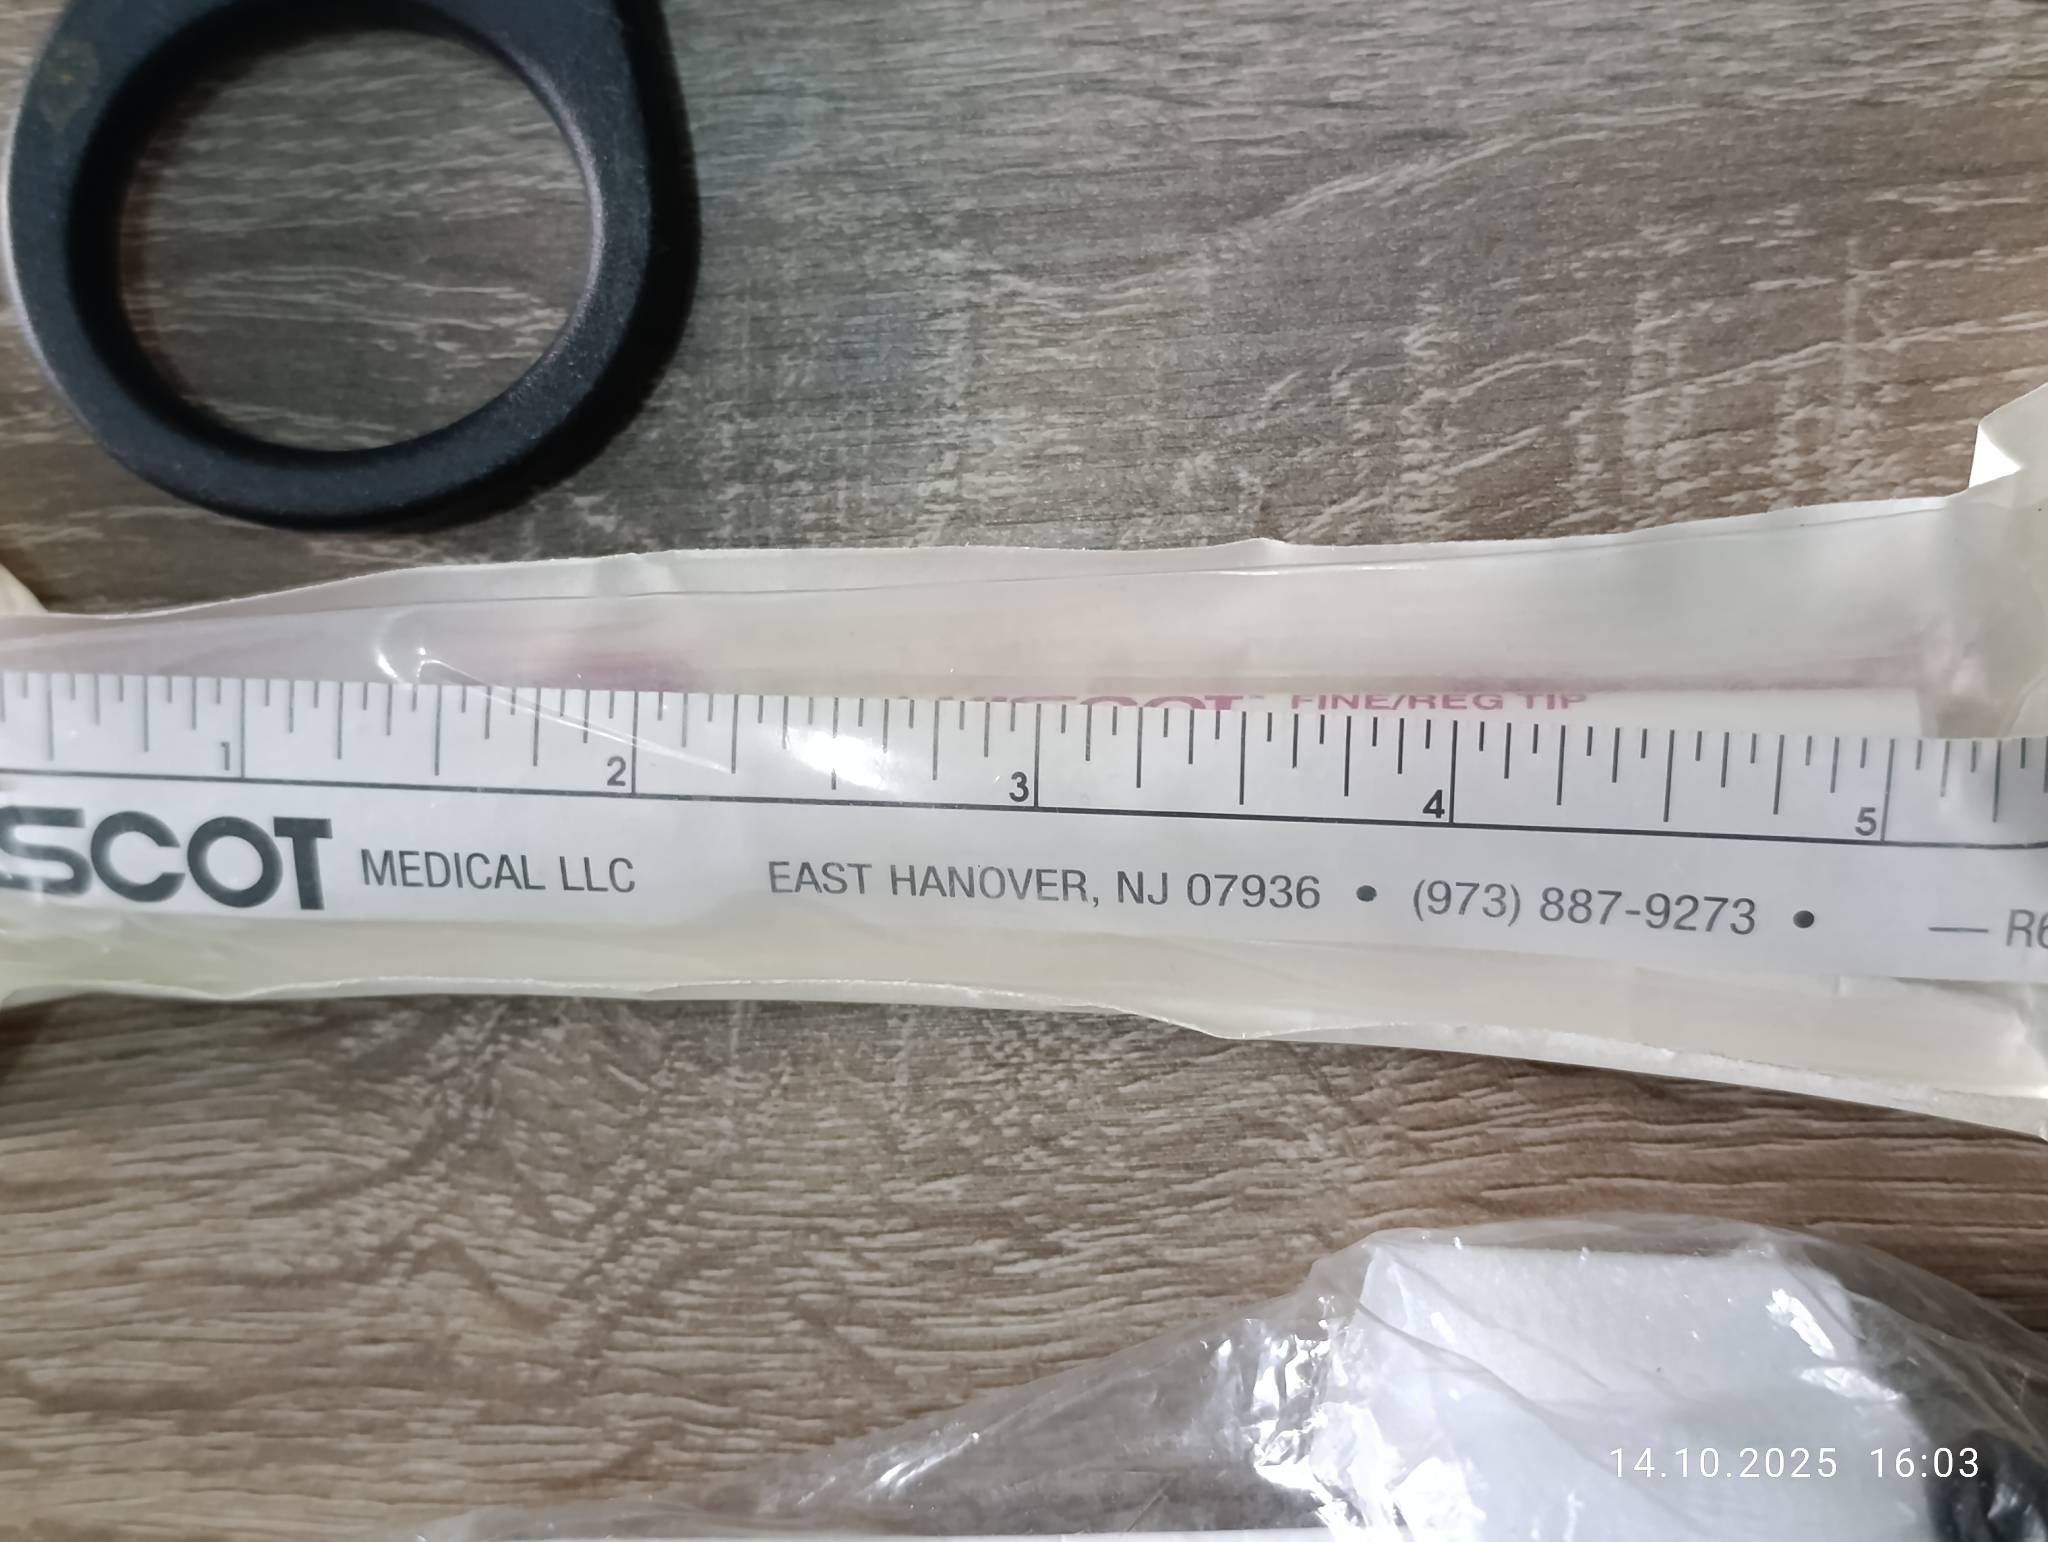 FINE/REG TIP
1 2 3 4 5
SCOT MEDICAL LLC EAST HANOVER, NJ 07936 • (973) 887-9273 • — R6
14.10.2025 16:03